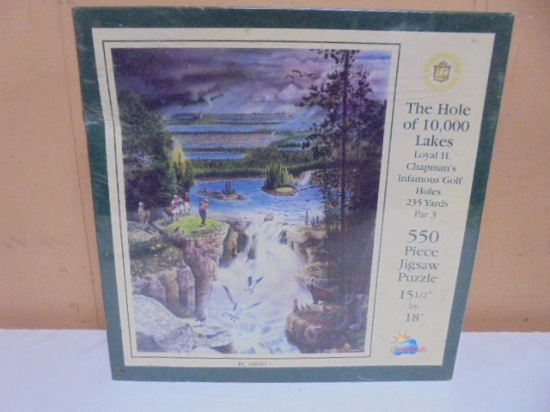 The Hole
of 10,000
Lakes
Loyal H.
Chapman's
Infamous Golf
Holes
235 Yards
Par 3
550
Piece
Jigsaw
Puzzle
15 1/2"
by
18"